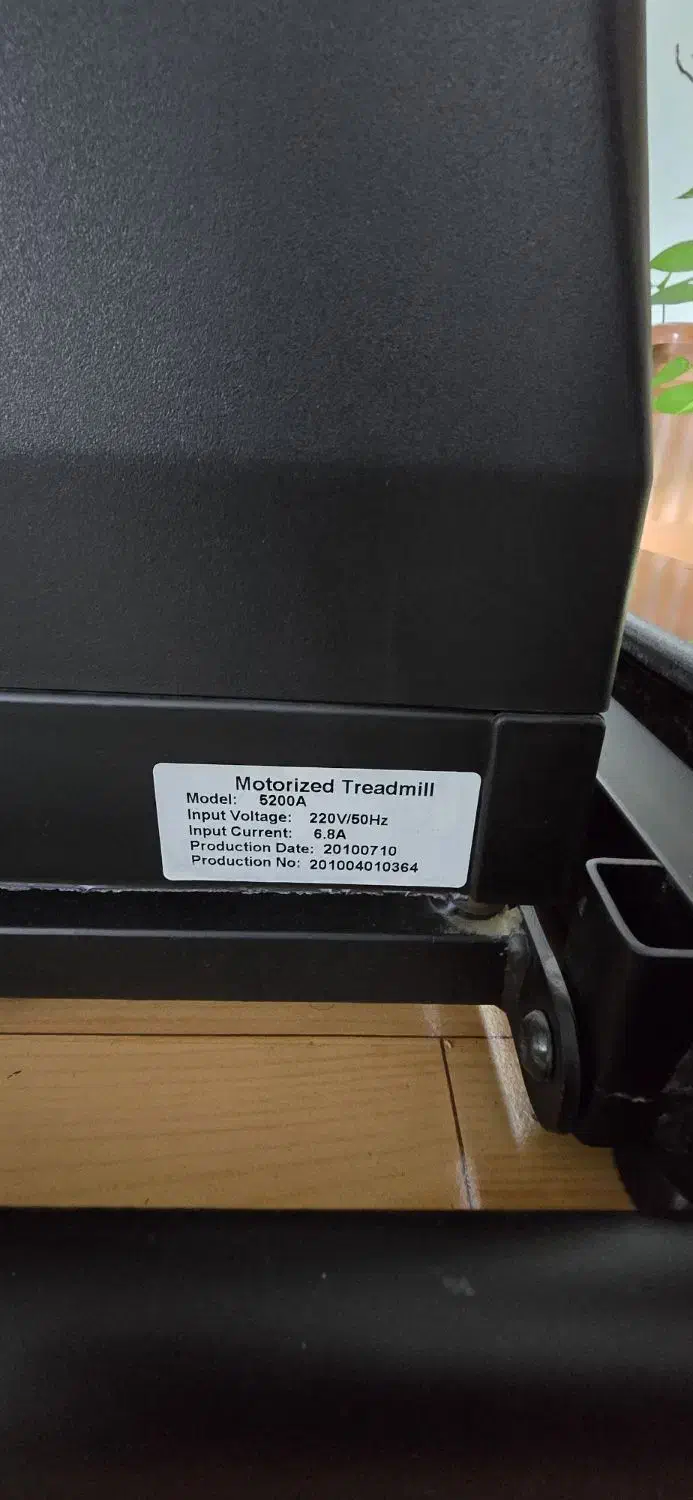 Motorized Treadmill
Model: 5200A
Input Voltage: 220V/50Hz
Input Current: 6.8A
Production Date: 20100710
Production No: 201004010364